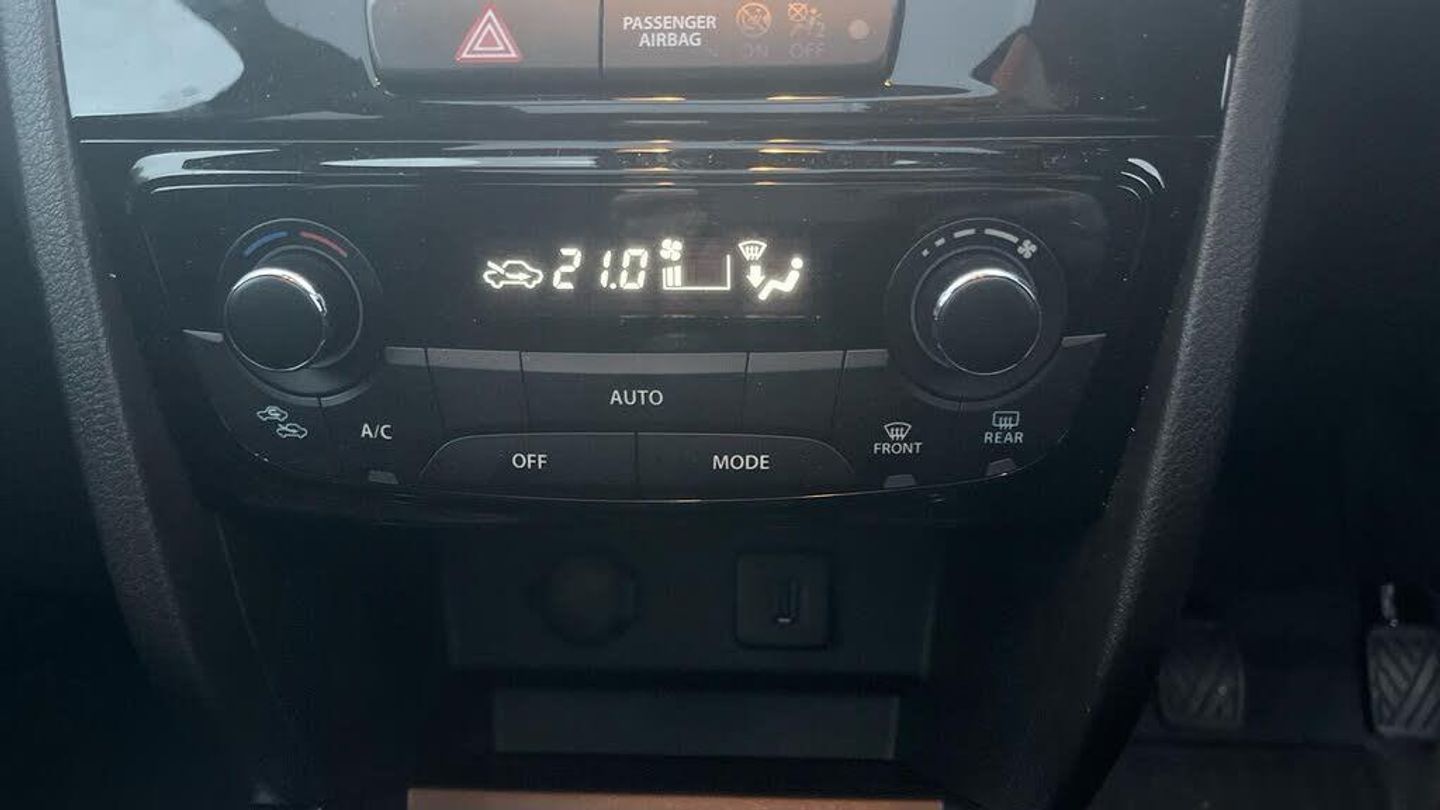 PASSENGER
AIRBAG
ON OFF
21.0
AUTO
A/C
OFF
MODE
FRONT
REAR